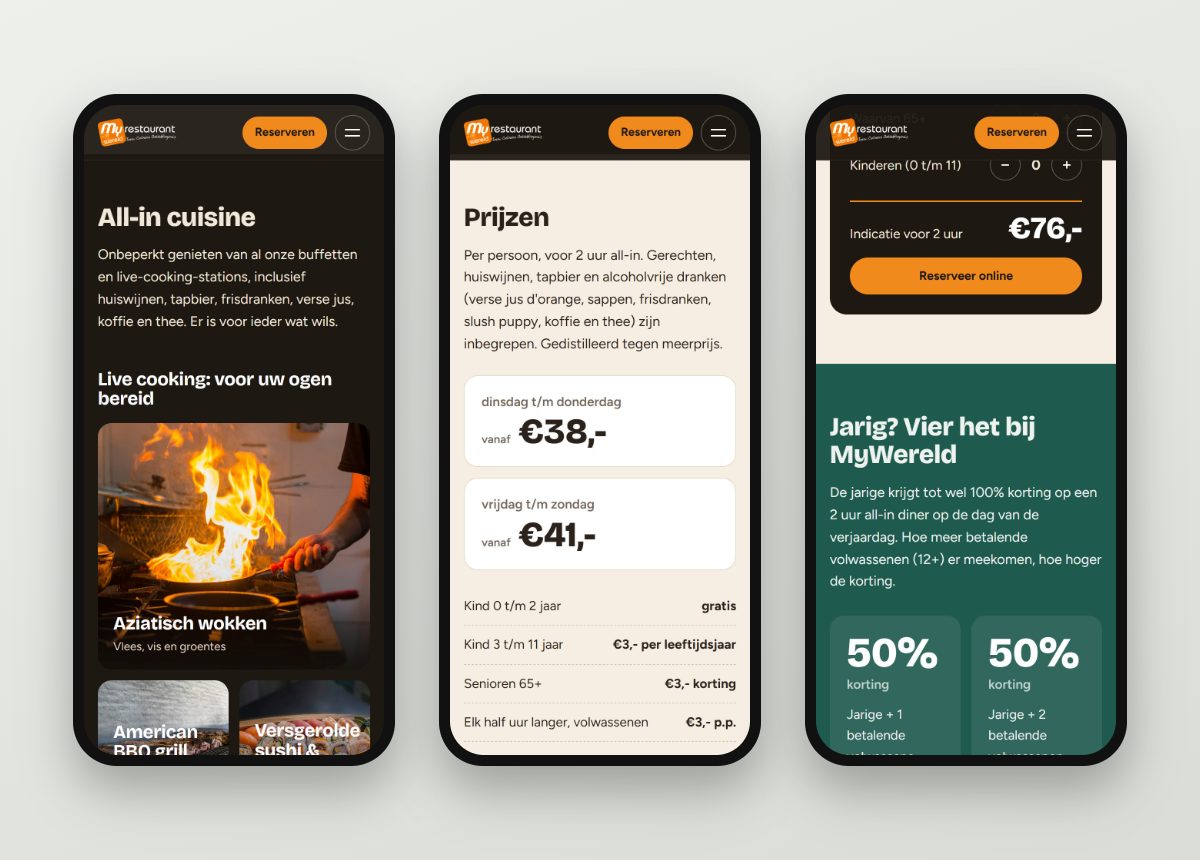 My restaurant
wereld
Reserveren
All-in cuisine
Onbeperkt genieten van al onze buffetten
en live-cooking-stations, inclusief
huiswijnen, tapbier, frisdranken, verse jus,
koffie en thee. Er is voor ieder wat wils.
Live cooking: voor uw ogen
bereid
Aziatisch wokken
Vlees, vis en groentes
American
BBQ grill
Versgerolde
sushi &
My restaurant
wereld
Reserveren
Prijzen
Per persoon, voor 2 uur all-in. Gerechten,
huiswijnen, tapbier en alcoholvrije dranken
(verse jus d'orange, sappen, frisdranken,
slush puppy, koffie en thee) zijn
inbegrepen. Gedistilleerd tegen meerprijs.
dinsdag t/m donderdag
vanaf €38,-
vrijdag t/m zondag
vanaf €41,-
Kind 0 t/m 2 jaar gratis
Kind 3 t/m 11 jaar €3,- per leeftijdsjaar
Senioren 65+ €3,- korting
Elk half uur langer, volwassenen €3,- p.p.
Waarvan 65+
My restaurant
wereld
Reserveren
Kinderen (0 t/m 11) − 0 +
Indicatie voor 2 uur €76,-
Reserveer online
Jarig? Vier het bij
MyWereld
De jarige krijgt tot wel 100% korting op een
2 uur all-in diner op de dag van de
verjaardag. Hoe meer betalende
volwassenen (12+) er meekomen, hoe hoger
de korting.
50%
korting
Jarige + 1
betalende
50%
korting
Jarige + 2
betalende